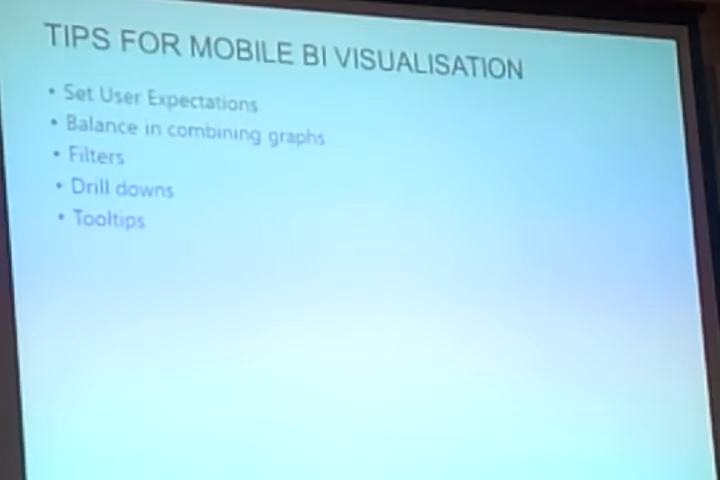 TIPS FOR MOBILE BI VISUALISATION
• Set User Expectations
• Balance in combining graphs
• Filters
• Drill downs
• Tooltips